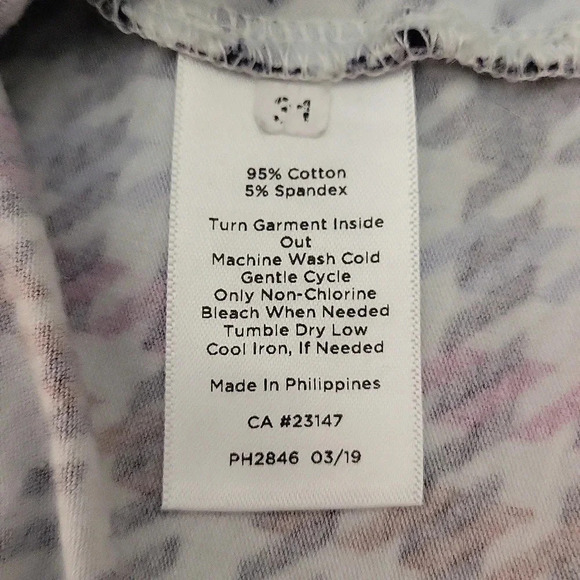 31
95% Cotton
5% Spandex
Turn Garment Inside
Out
Machine Wash Cold
Gentle Cycle
Only Non-Chlorine
Bleach When Needed
Tumble Dry Low
Cool Iron, If Needed
Made In Philippines
CA #23147
PH2846 03/19